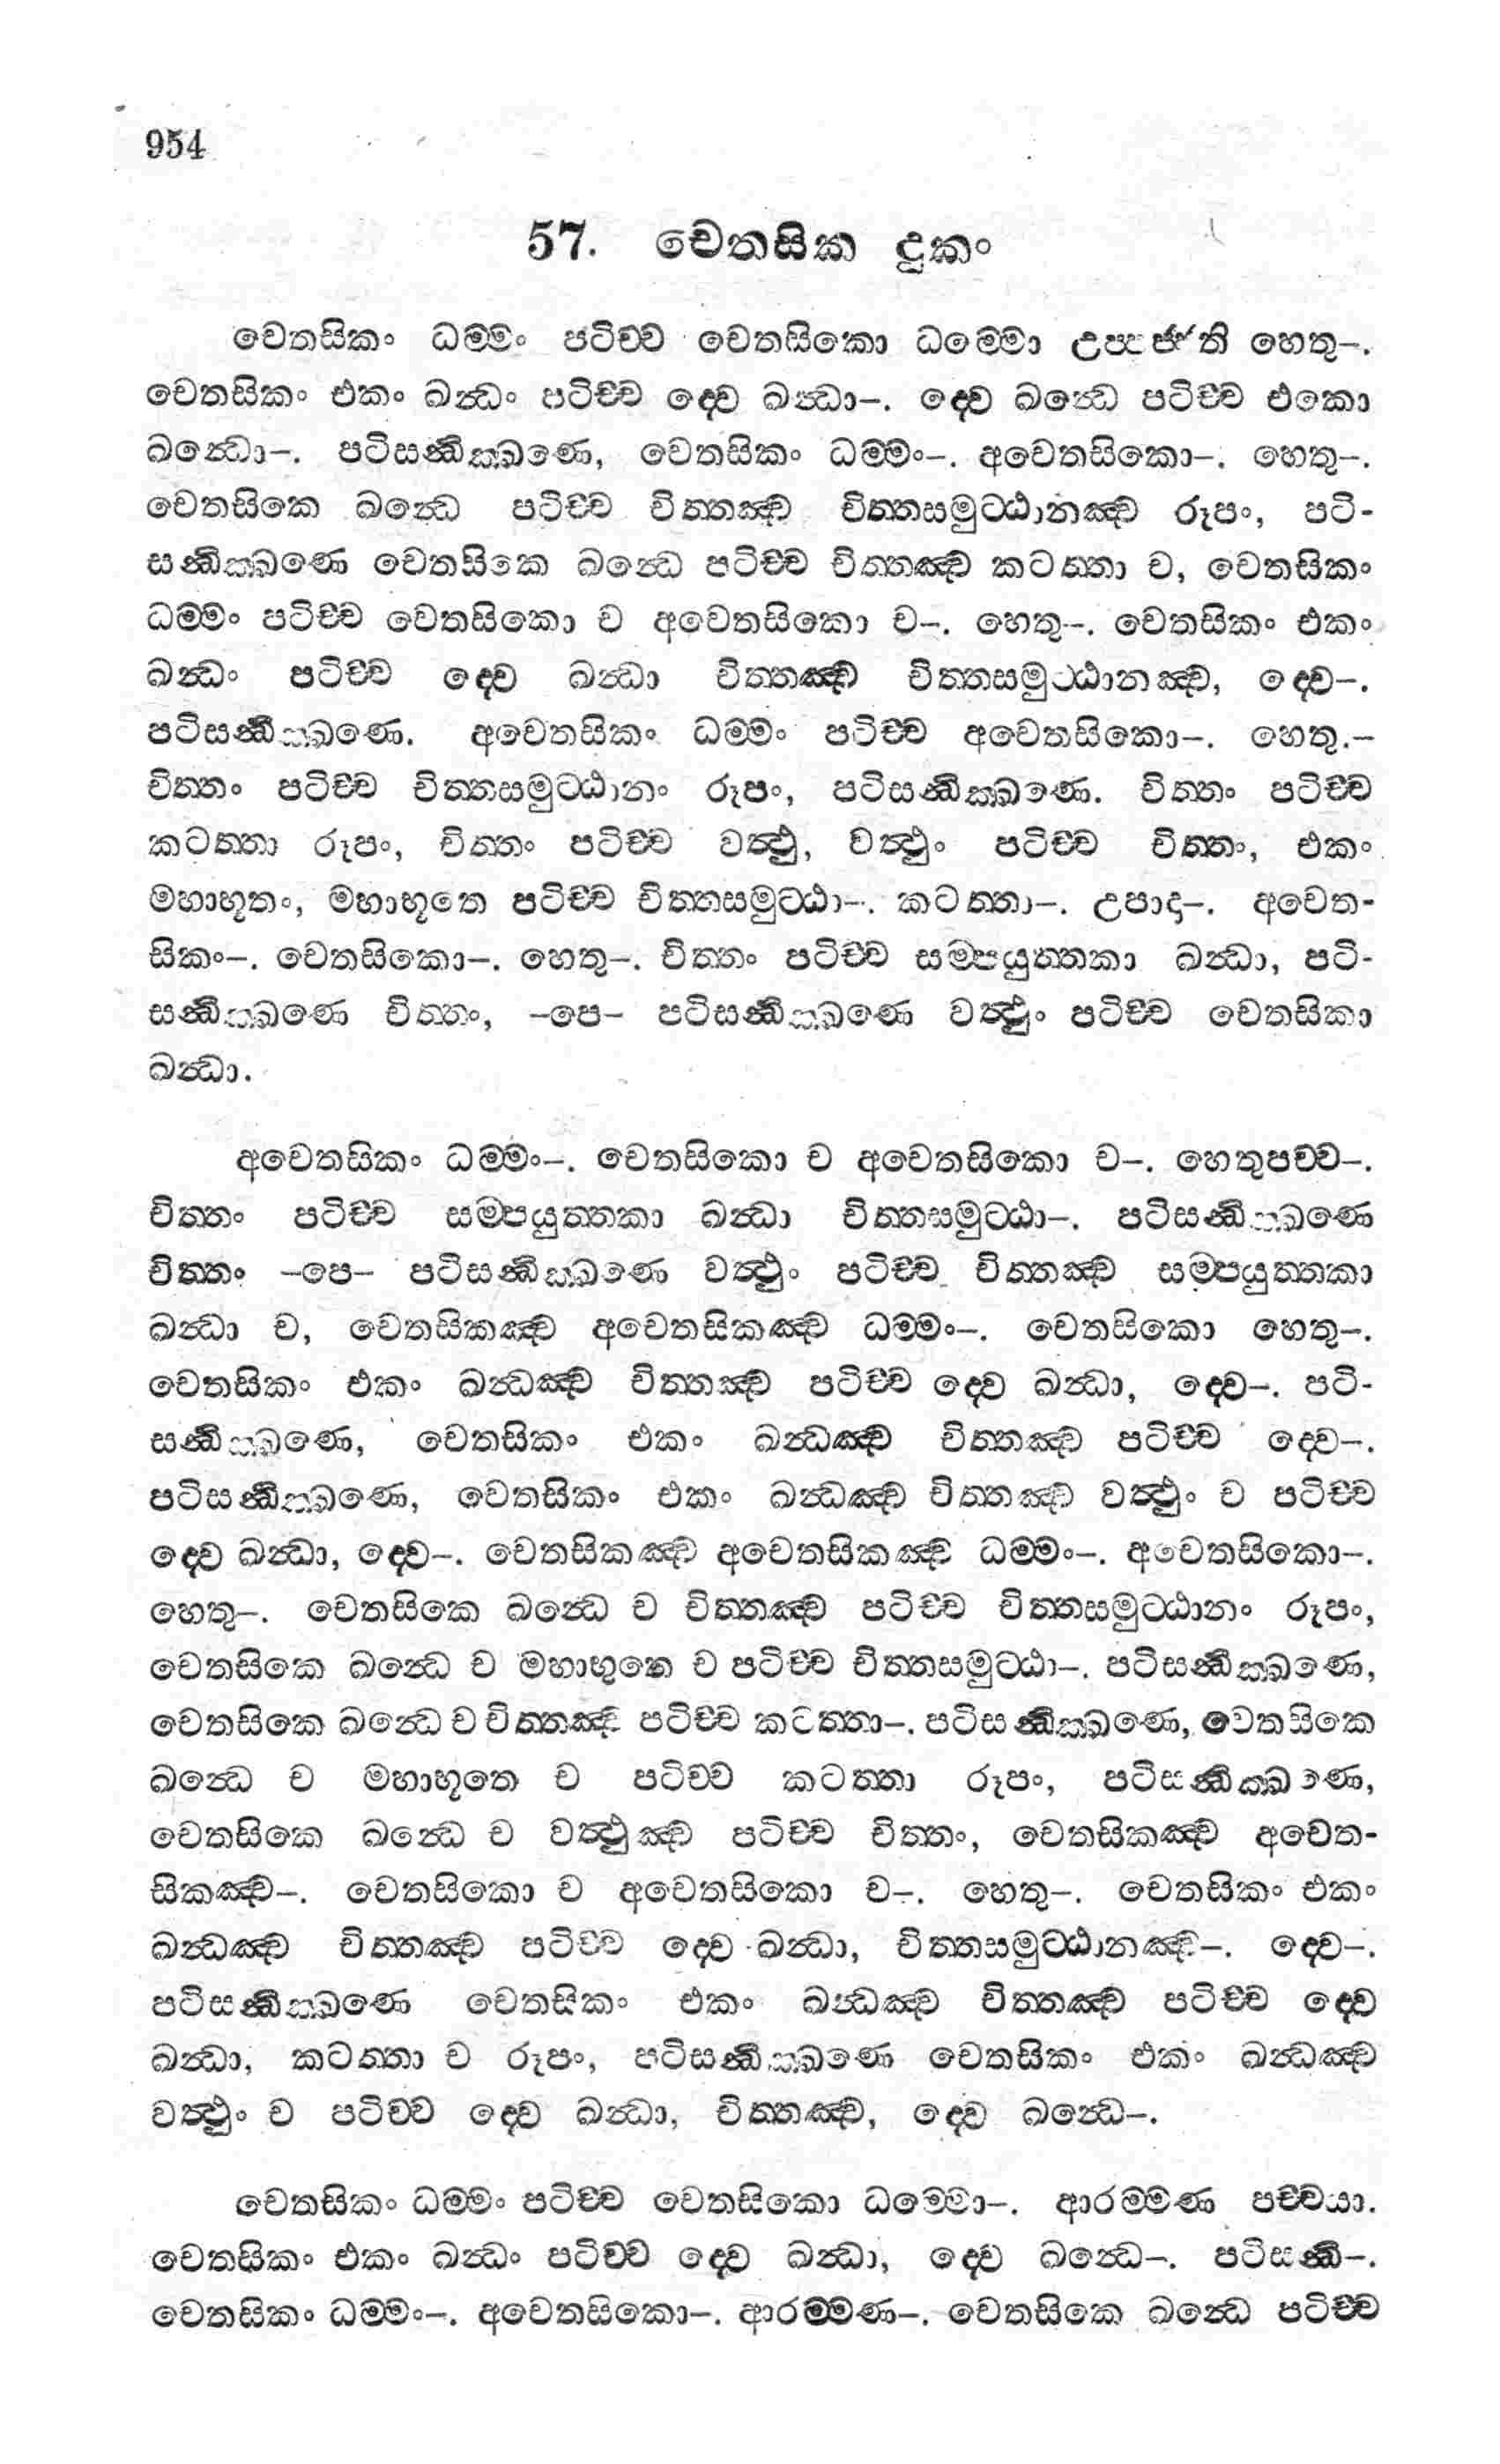 954
57. චෙතසික දුකං
චෙතසිකං ධම්මං පටිච්ච චෙතසිකො ධම්මො උප්පජ්ජති හෙතු–.
චෙතසිකං එකං ඛන්ධං පටිච්ච ද්වෙ ඛන්ධා–. ද්වෙ ඛන්ධෙ පටිච්ච එකො
ඛන්ධො–. පටිසන්ධික්ඛණෙ, චෙතසිකං ධම්මං–. අචෙතසිකො–. හෙතු–.
චෙතසිකෙ ඛන්ධෙ පටිච්ච චිත්තඤ්ච චිත්තසමුට්ඨානඤ්ච රූපං, පටි-
සන්ධික්ඛණෙ චෙතසිකෙ ඛන්ධෙ පටිච්ච චිත්තඤ්ච කටත්තා ච, චෙතසිකං
ධම්මං පටිච්ච චෙතසිකො ච අචෙතසිකො ච–. හෙතු–. චෙතසිකං එකං
ඛන්ධං පටිච්ච ද්වෙ ඛන්ධා චිත්තඤ්ච චිත්තසමුට්ඨානඤ්ච, ද්වෙ–.
පටිසන්ධික්ඛණෙ. අචෙතසිකං ධම්මං පටිච්ච අචෙතසිකො–. හෙතු.–
චිත්තං පටිච්ච චිත්තසමුට්ඨානං රූපං, පටිසන්ධික්ඛණෙ. චිත්තං පටිච්ච
කටත්තා රූපං, චිත්තං පටිච්ච වත්ථු, වත්ථුං පටිච්ච චිත්තං, එකං
මහාභූතං, මහාභූතෙ පටිච්ච චිත්තසමුට්ඨා–. කටත්තා–. උපාදා–. අචෙත-
සිකං–. චෙතසිකො–. හෙතු–. චිත්තං පටිච්ච සම්පයුත්තකා ඛන්ධා, පටි-
සන්ධික්ඛණෙ චිත්තං, –පෙ– පටිසන්ධික්ඛණෙ වත්ථුං පටිච්ච චෙතසිකා
ඛන්ධා.
අචෙතසිකං ධම්මං–. චෙතසිකො ච අචෙතසිකො ච–. හෙතුපච්ච–.
චිත්තං පටිච්ච සම්පයුත්තකා ඛන්ධා චිත්තසමුට්ඨා–. පටිසන්ධික්ඛණෙ
චිත්තං –පෙ– පටිසන්ධික්ඛණෙ වත්ථුං පටිච්ච චිත්තඤ්ච සම්පයුත්තකා
ඛන්ධා ච, චෙතසිකඤ්ච අචෙතසිකඤ්ච ධම්මං–. චෙතසිකො හෙතු–.
චෙතසිකං එකං ඛන්ධඤ්ච චිත්තඤ්ච පටිච්ච ද්වෙ ඛන්ධා, ද්වෙ–. පටි-
සන්ධික්ඛණෙ, චෙතසිකං එකං ඛන්ධඤ්ච චිත්තඤ්ච පටිච්ච ද්වෙ–.
පටිසන්ධික්ඛණෙ, චෙතසිකං එකං ඛන්ධඤ්ච චිත්තඤ්ච වත්ථුං ච පටිච්ච
ද්වෙ ඛන්ධා, ද්වෙ–. චෙතසිකඤ්ච අචෙතසිකඤ්ච ධම්මං–. අචෙතසිකො–.
හෙතු–. චෙතසිකෙ ඛන්ධෙ ච චිත්තඤ්ච පටිච්ච චිත්තසමුට්ඨානං රූපං,
චෙතසිකෙ ඛන්ධෙ ච මහාභුතෙ ච පටිච්ච චිත්තසමුට්ඨා–. පටිසන්ධික්ඛණෙ,
චෙතසිකෙ ඛන්ධෙ ච චිත්තඤ්ච පටිච්ච කටත්තා–. පටිසන්ධික්ඛණෙ, චෙතසිකෙ
ඛන්ධෙ ච මහාභූතෙ ච පටිච්ච කටත්තා රූපං, පටිසන්ධික්ඛණෙ,
චෙතසිකෙ ඛන්ධෙ ච වත්ථුඤ්ච පටිච්ච චිත්තං, චෙතසිකඤ්ච අචෙත-
සිකඤ්ච–. චෙතසිකො ච අචෙතසිකො ච–. හෙතු–. චෙතසිකං එකං
ඛන්ධඤ්ච චිත්තඤ්ච පටිච්ච ද්වෙ ඛන්ධා, චිත්තසමුට්ඨානඤ්ච–. ද්වෙ–.
පටිසන්ධික්ඛණෙ චෙතසිකං එකං ඛන්ධඤ්ච චිත්තඤ්ච පටිච්ච ද්වෙ
ඛන්ධා, කටත්තා ච රූපං, පටිසන්ධික්ඛණෙ චෙතසිකං එකං ඛන්ධඤ්ච
වත්ථුං ච පටිච්ච ද්වෙ ඛන්ධා, චිත්තඤ්ච, ද්වෙ ඛන්ධෙ–.
චෙතසිකං ධම්මං පටිච්ච චෙතසිකො ධම්මො–. ආරම්මණ පච්චයා.
චෙතසිකං එකං ඛන්ධං පටිච්ච ද්වෙ ඛන්ධා, ද්වෙ ඛන්ධෙ–. පටිසන්ධි–.
චෙතසිකං ධම්මං–. අචෙතසිකො–. ආරම්මණ–. චෙතසිකෙ ඛන්ධෙ පටිච්ච